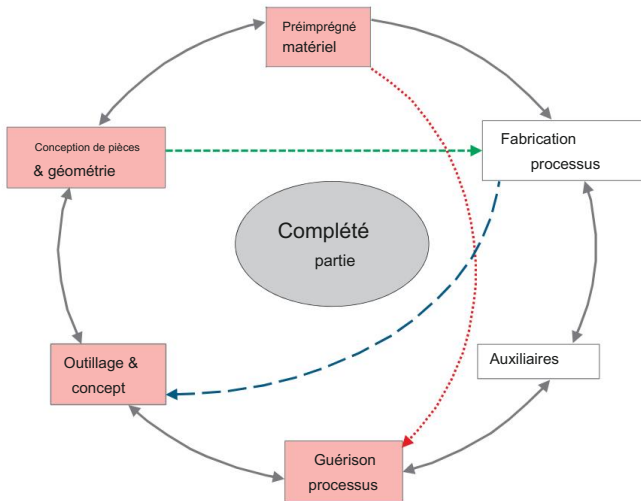 Préimprégné
matériel
Conception de pièces
& géométrie
Fabrication
processus
Complété
partie
Outillage &
concept
Auxiliaires
Guérison
processus